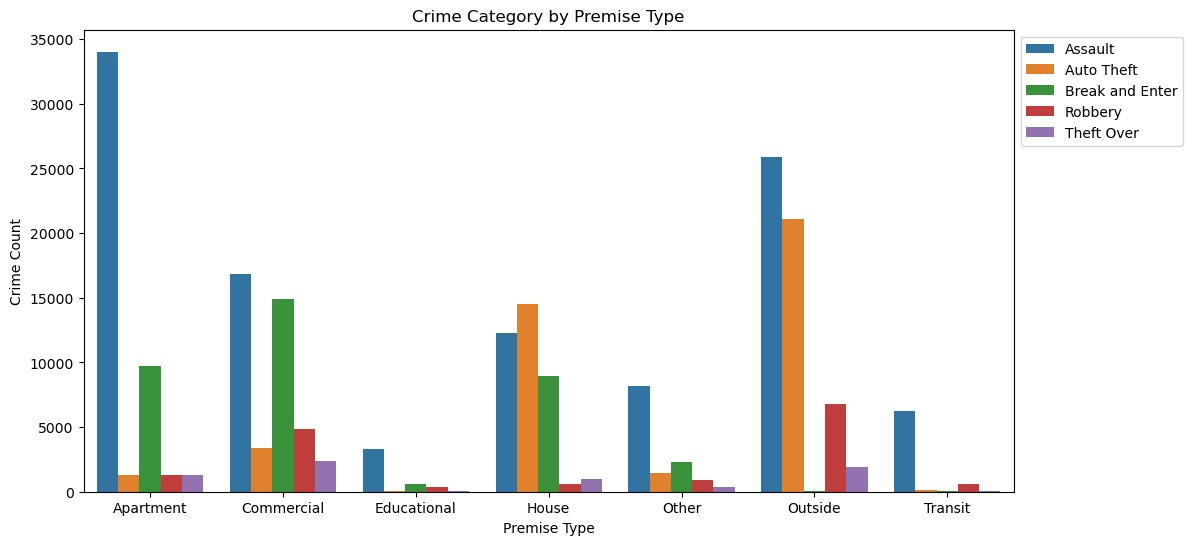 Crime Category by Premise Type
35000
30000
25000
20000
15000
10000
5000
0
Crime Count
Apartment Commercial Educational House Other Outside Transit
Premise Type
Assault
Auto Theft
Break and Enter
Robbery
Theft Over